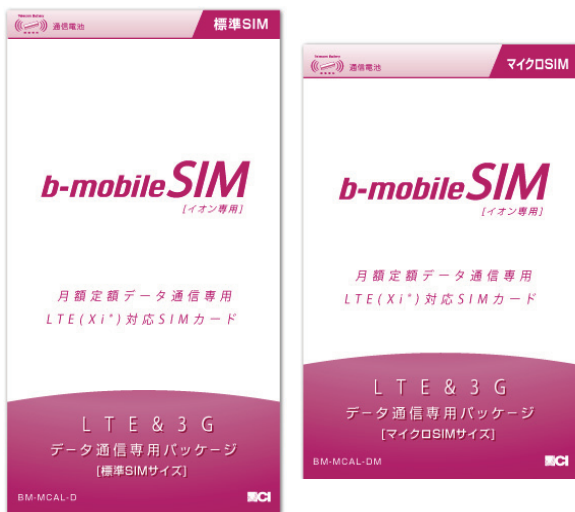 通信電池
標準SIM
b-mobileSIM
[イオン専用]
月額定額データ通信専用
LTE(Xi*)対応SIMカード
LTE&3G
データ通信専用パッケージ
[標準SIMサイズ]
BM-MCAL-D
通信電池
マイクロSIM
b-mobileSIM
[イオン専用]
月額定額データ通信専用
LTE(Xi*)対応SIMカード
LTE&3G
データ通信専用パッケージ
[マイクロSIMサイズ]
BM-MCAL-DM